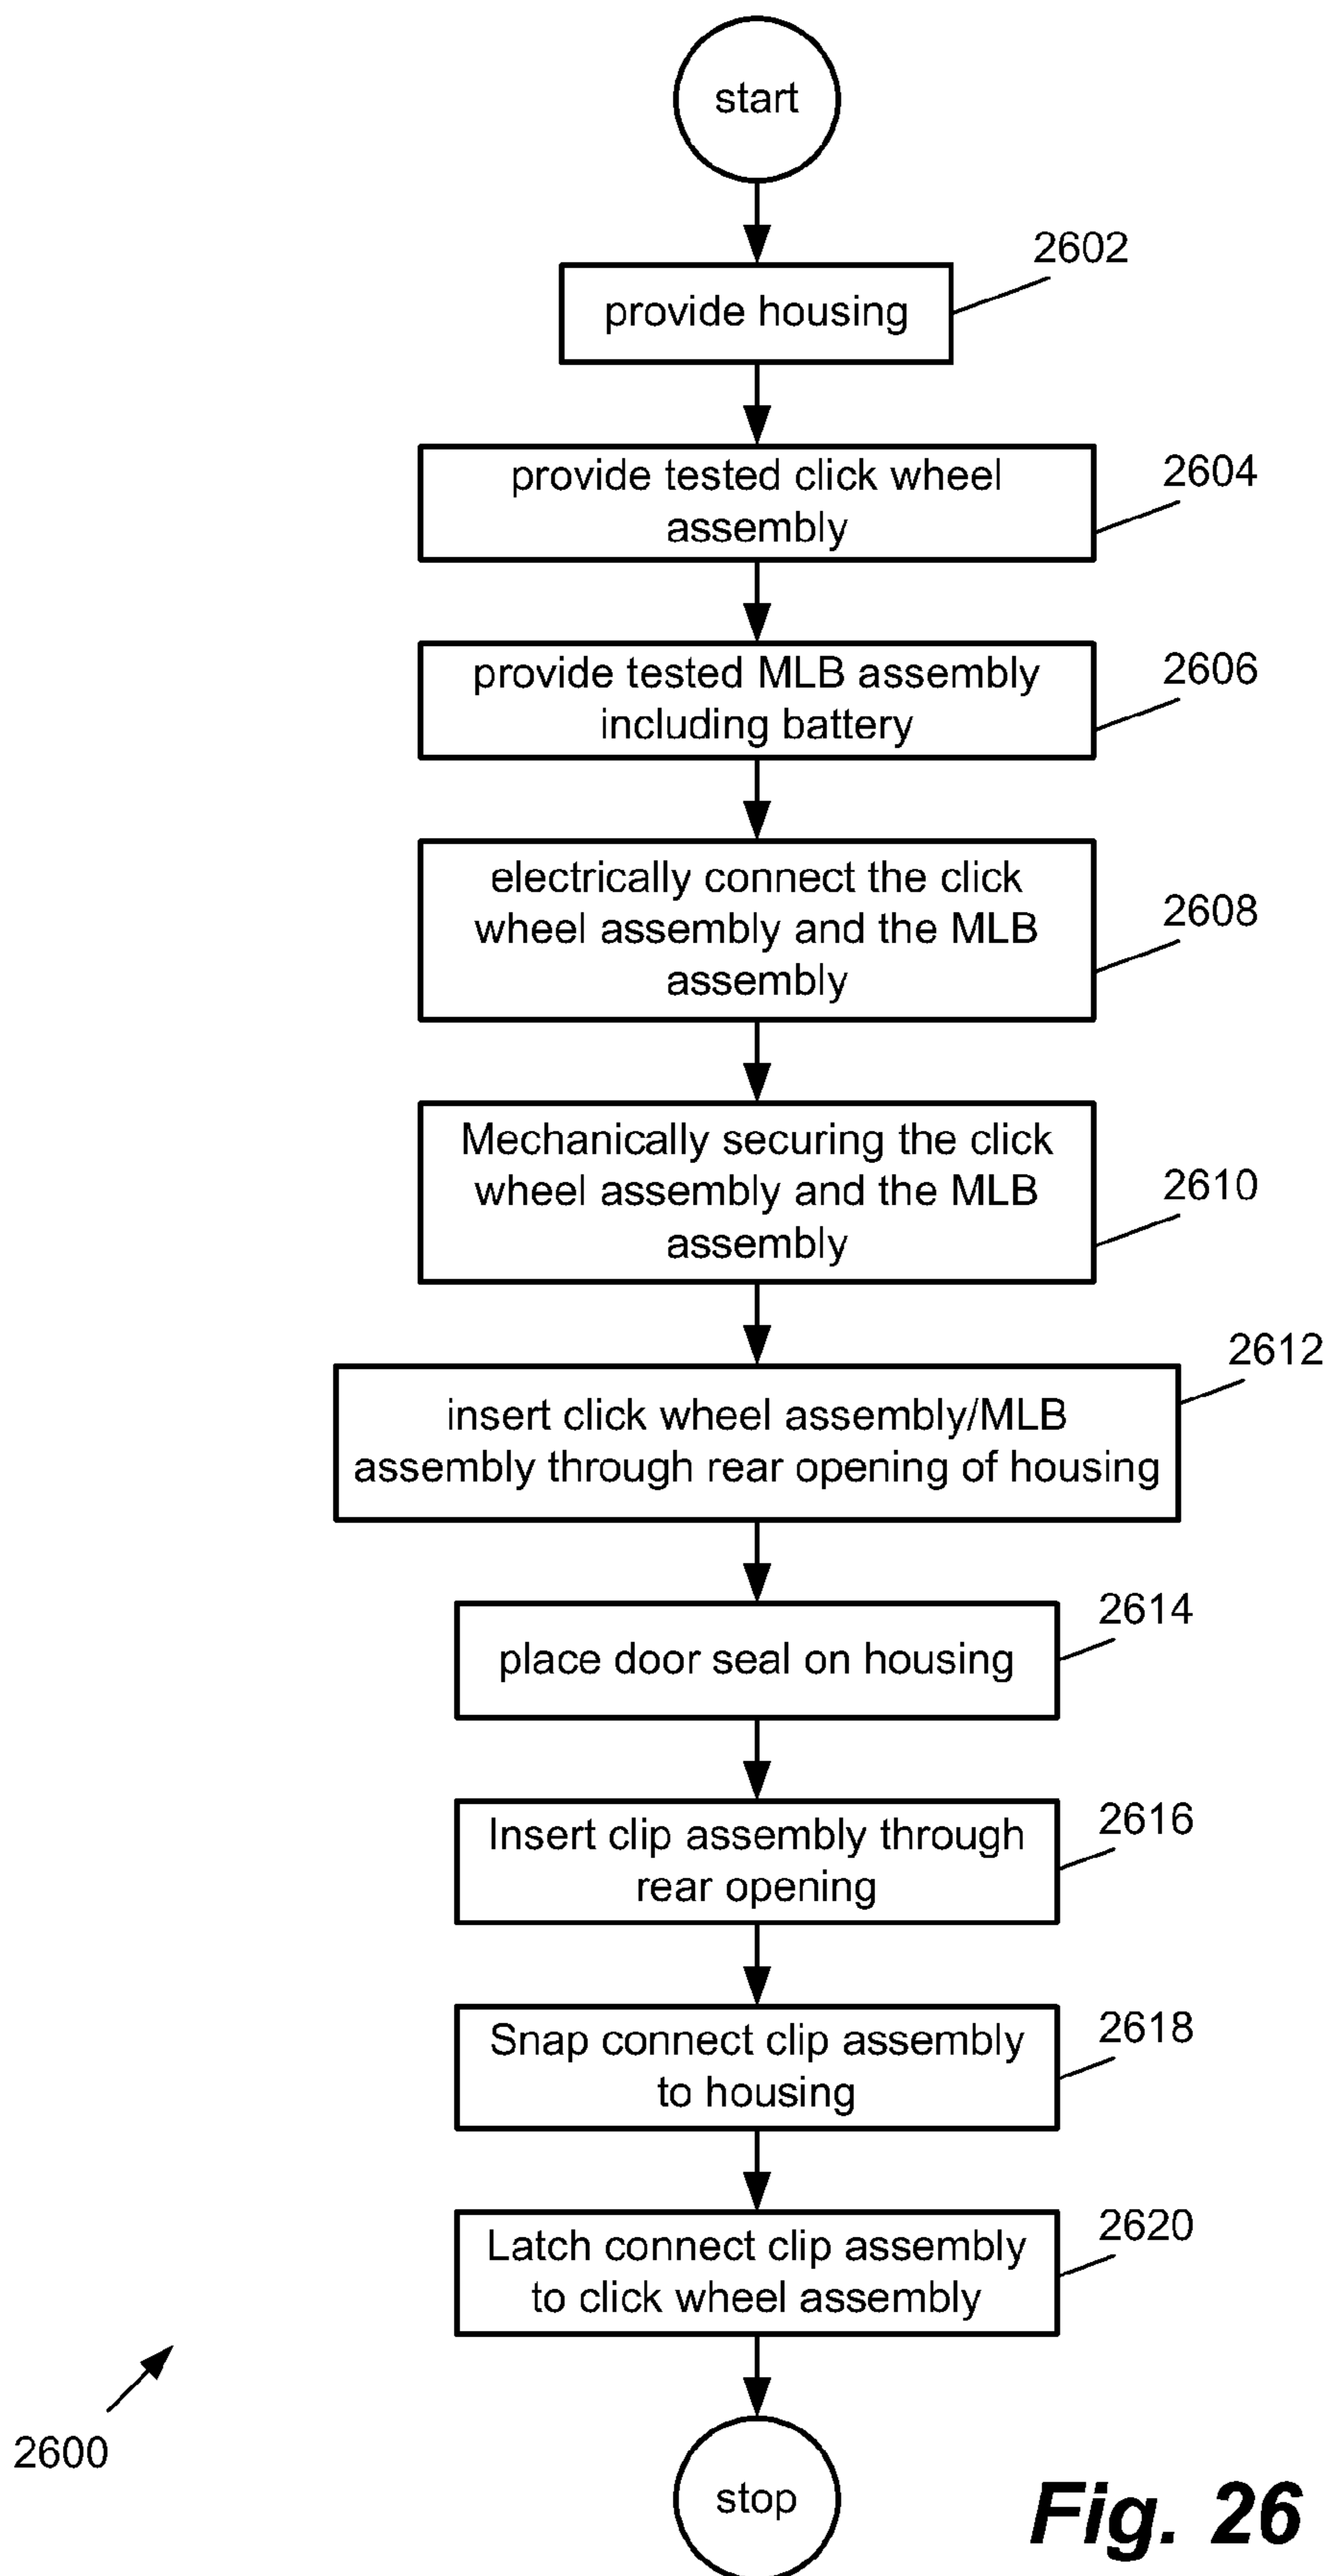 start
2602
provide housing
2604
provide tested click wheel
assembly
2606
provide tested MLB assembly
including battery
2608
electrically connect the click
wheel assembly and the MLB
assembly
2610
Mechanically securing the click
wheel assembly and the MLB
assembly
2612
insert click wheel assembly/MLB
assembly through rear opening of housing
2614
place door seal on housing
2616
Insert clip assembly through
rear opening
2618
Snap connect clip assembly
to housing
2620
Latch connect clip assembly
to click wheel assembly
2600
stop
Fig. 26